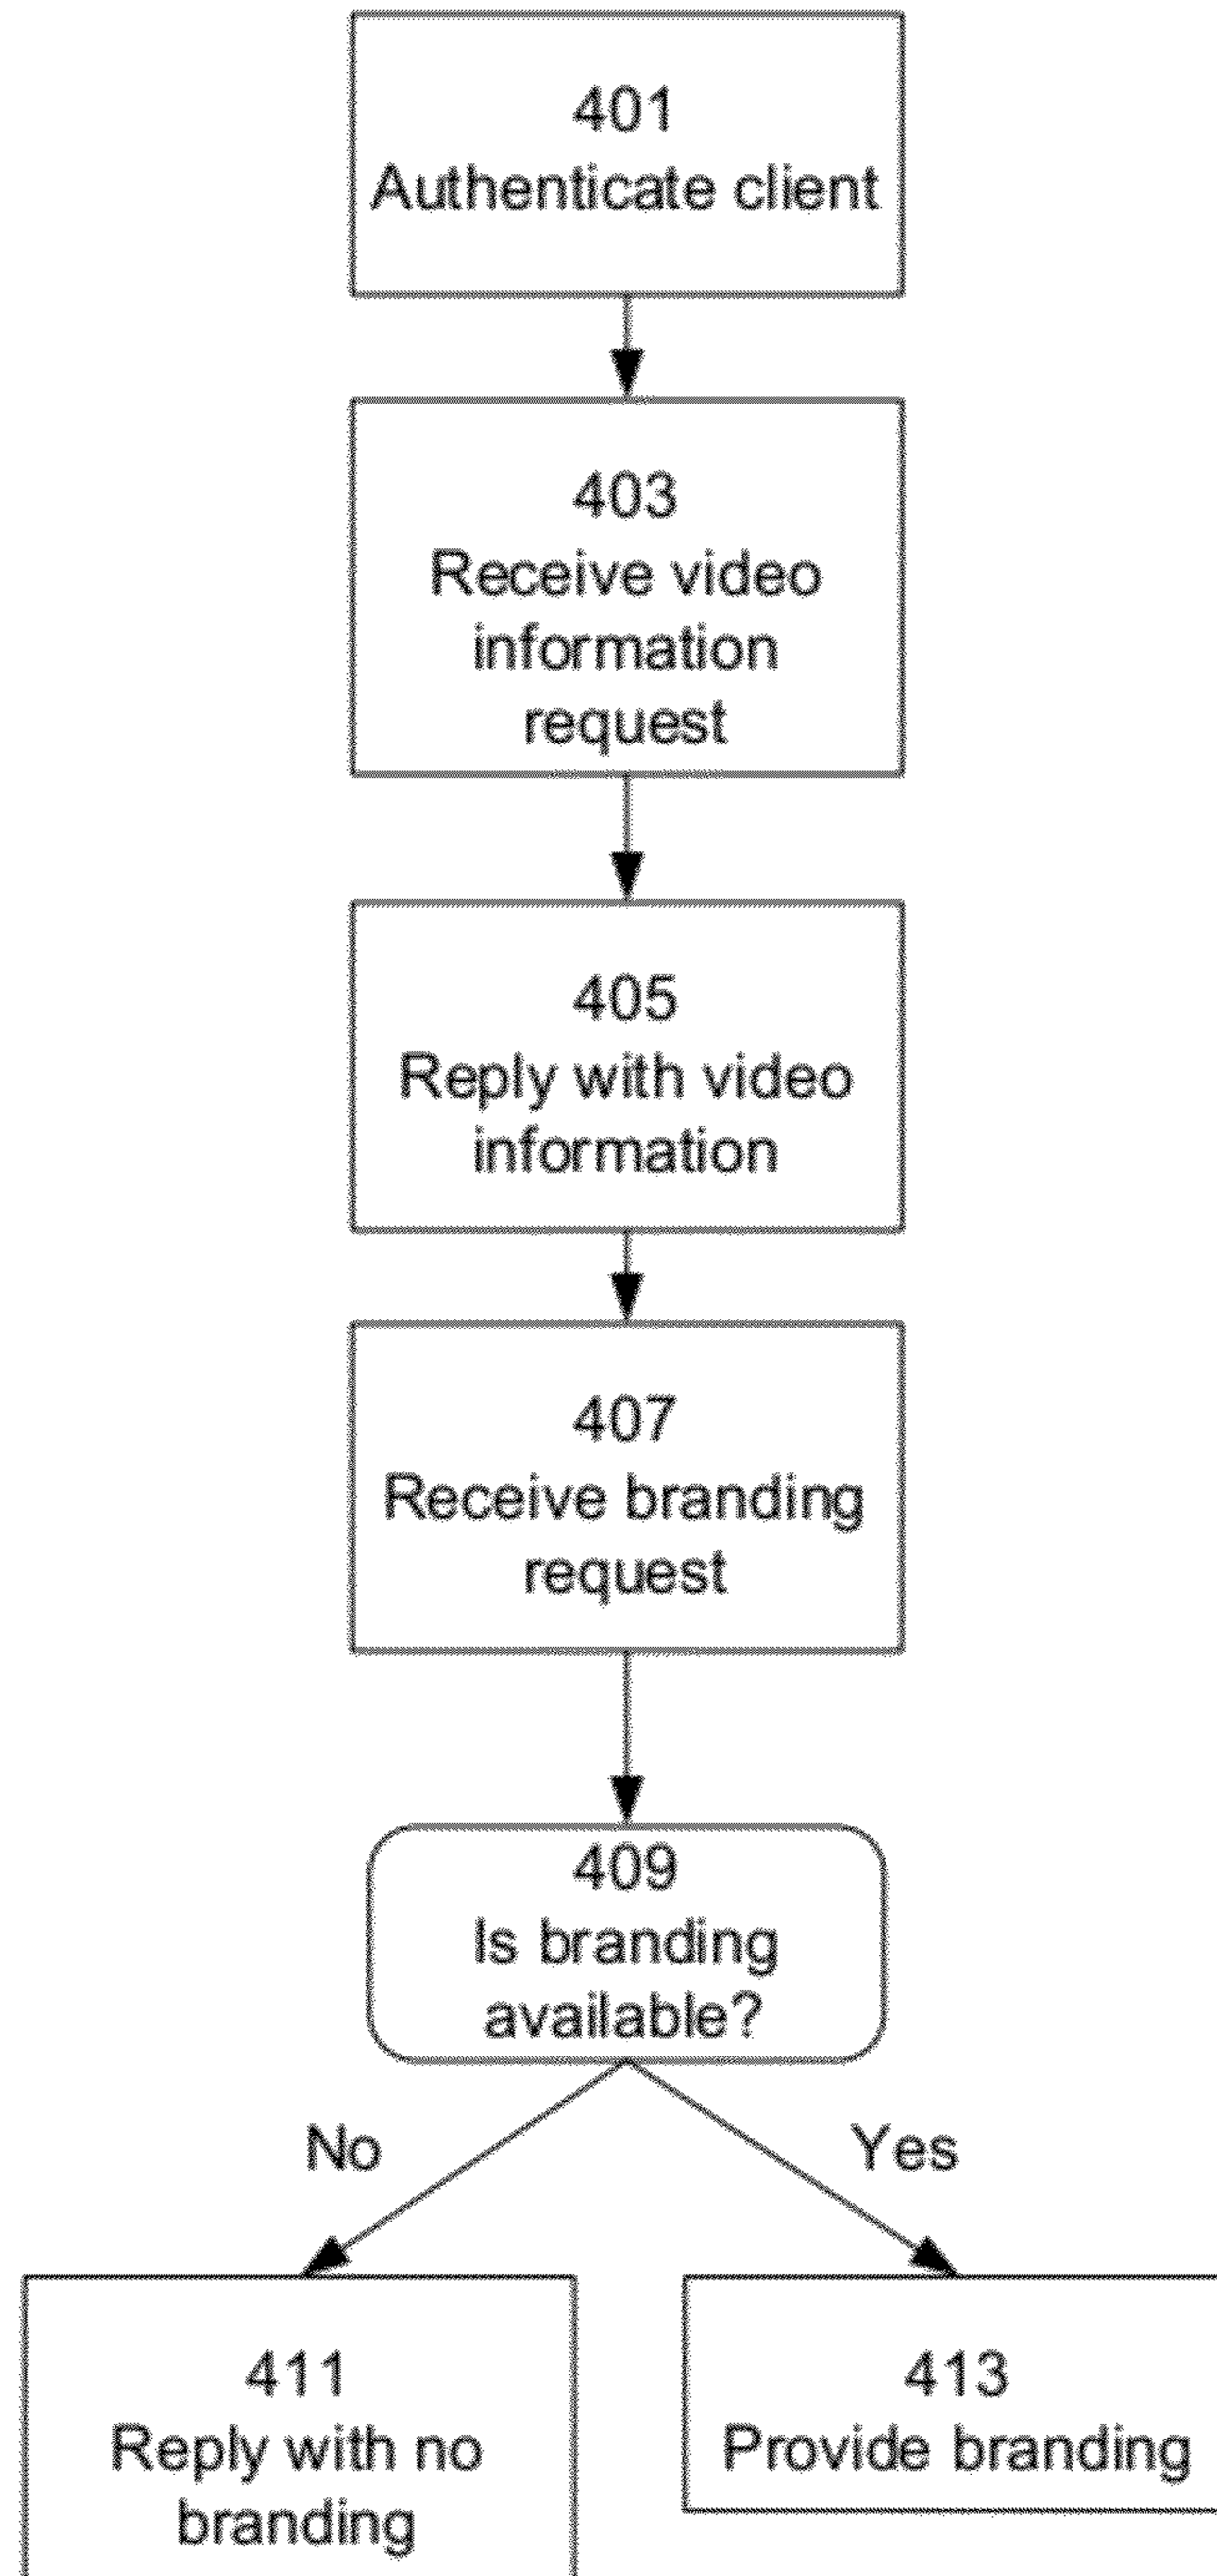 401
Authenticate client
403
Receive video
information
request
405
Reply with video
information
407
Receive branding
request
409
Is branding
available?
No
Yes
411
Reply with no
branding
413
Provide branding